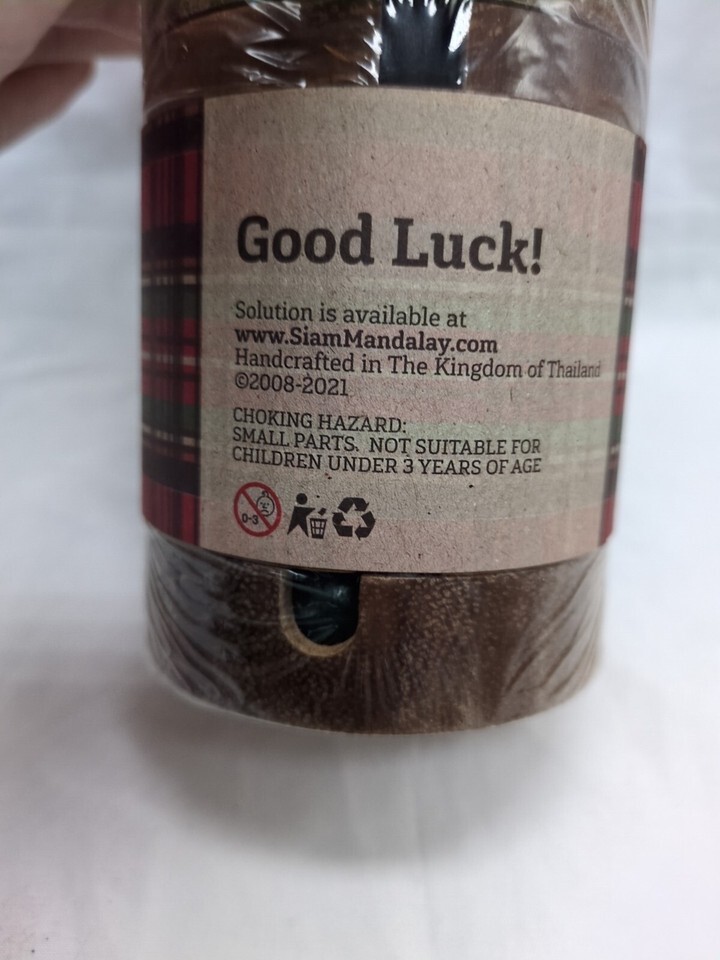 Good Luck!
Solution is available at
www.SiamMandalay.com
Handcrafted in The Kingdom of Thailand
©2008-2021
CHOKING HAZARD:
SMALL PARTS. NOT SUITABLE FOR
CHILDREN UNDER 3 YEARS OF AGE
0-3